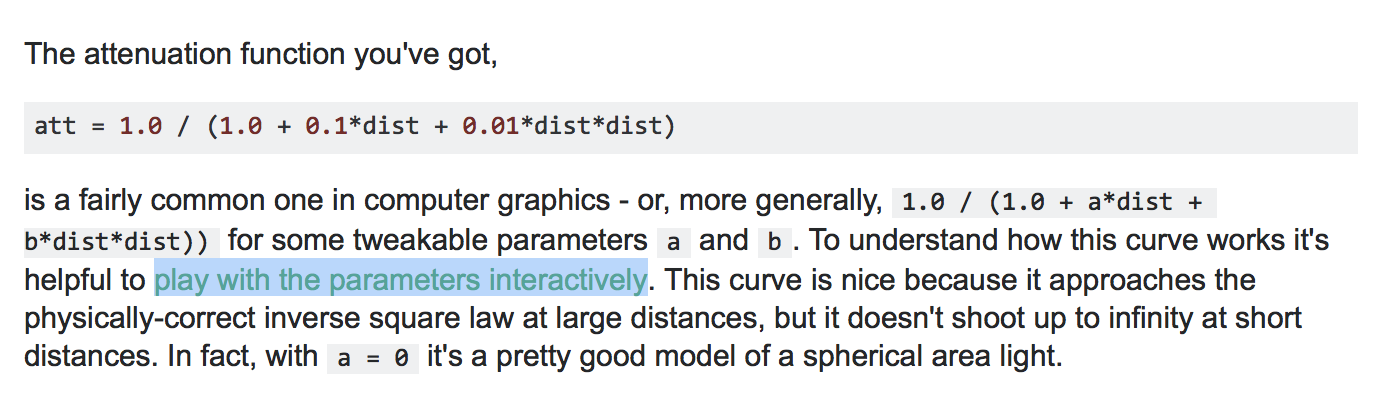 The attenuation function you've got,
att = 1.0 / (1.0 + 0.1*dist + 0.01*dist*dist)
is a fairly common one in computer graphics - or, more generally, 1.0 / (1.0 + a*dist +
b*dist*dist)) for some tweakable parameters a and b . To understand how this curve works it's
helpful to play with the parameters interactively. This curve is nice because it approaches the
physically-correct inverse square law at large distances, but it doesn't shoot up to infinity at short
distances. In fact, with a = 0 it's a pretty good model of a spherical area light.